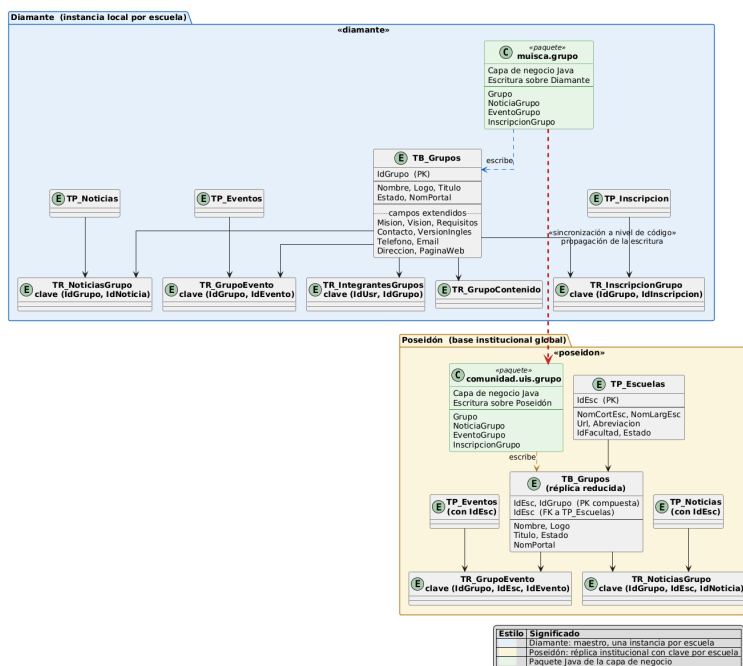 Diamante  (instancia local por escuela)
«diamante»
C
«paquete»
muisca.grupo
Capa de negocio Java
Escritura sobre Diamante
Grupo
NoticiaGrupo
EventoGrupo
InscripcionGrupo
escribe
E TB_Grupos
IdGrupo  (PK)
Nombre, Logo, Titulo
Estado, NomPortal
campos extendidos
Mision, Vision, Requisitos
Contacto, VersionIngles
Telefono, Email
Direccion, PaginaWeb
E TP_Noticias
E TP_Eventos
E TP_Inscripcion
«sincronización a nivel de código»
propagación de la escritura
E TR_NoticiasGrupo
clave (IdGrupo, IdNoticia)
E TR_GrupoEvento
clave (IdGrupo, IdEvento)
E TR_IntegrantesGrupos
clave (IdUsr, IdGrupo)
E TR_GrupoContenido
E TR_InscripcionGrupo
clave (IdGrupo, IdInscripcion)
Poseidón  (base institucional global)
«poseidon»
C
«paquete»
comunidad.uis.grupo
Capa de negocio Java
Escritura sobre Poseidón
Grupo
NoticiaGrupo
EventoGrupo
InscripcionGrupo
E TP_Escuelas
IdEsc  (PK)
NomCortEsc, NomLargEsc
Url, Abreviacion
IdFacultad, Estado
escribe
E TB_Grupos
(réplica reducida)
IdEsc, IdGrupo  (PK compuesta)
IdEsc  (FK a TP_Escuelas)
Nombre, Logo
Titulo, Estado
NomPortal
E TP_Eventos
(con IdEsc)
E TP_Noticias
(con IdEsc)
E TR_GrupoEvento
clave (IdGrupo, IdEsc, IdEvento)
E TR_NoticiasGrupo
clave (IdGrupo, IdEsc, IdNoticia)
Estilo Significado
Diamante: maestro, una instancia por escuela
Poseidón: réplica institucional con clave por escuela
Paquete Java de la capa de negocio